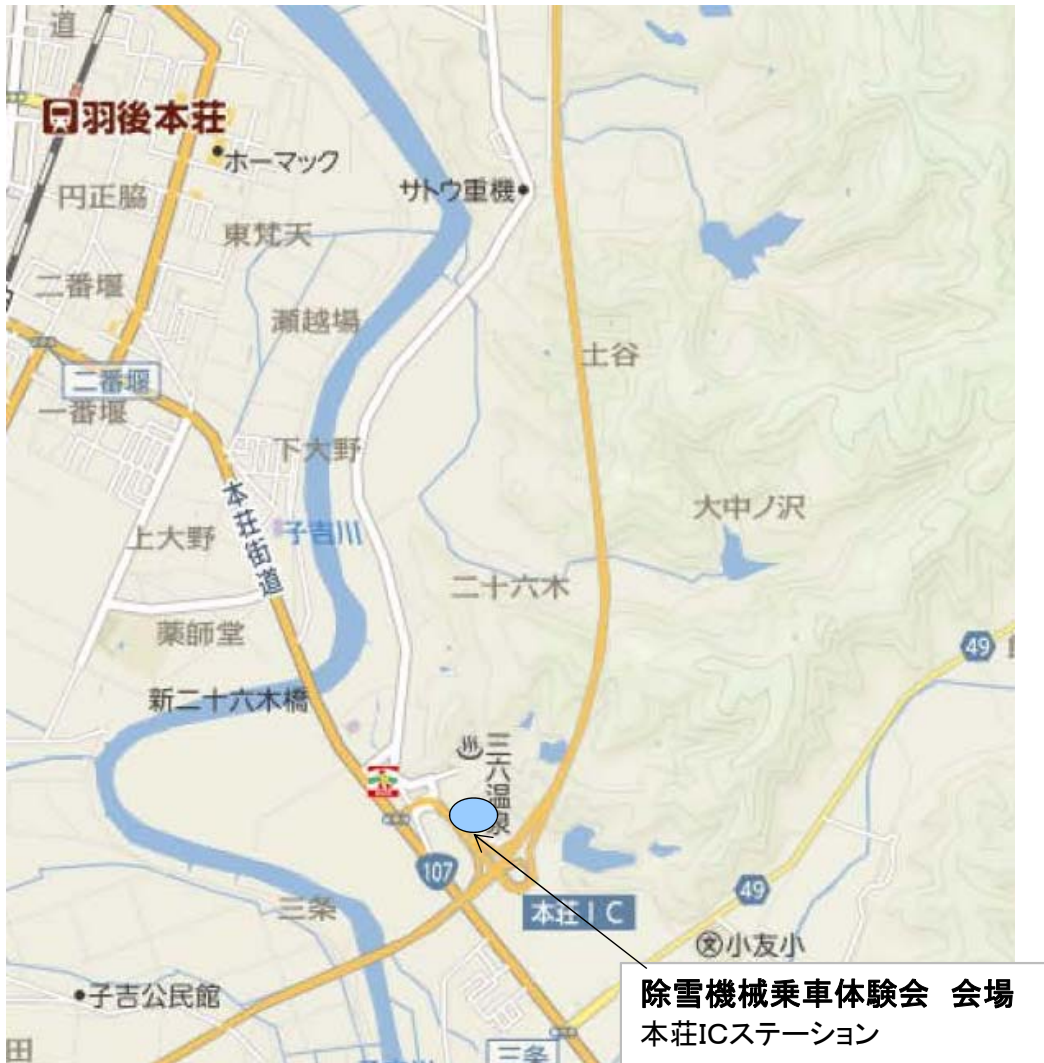 道
羽後本荘
ホーマック
サトウ重機
円正脇
東梵天
二番堰
瀬越場
土谷
二番堰
一番堰
下大野
大中ノ沢
本荘街道
子吉川
上大野
二十六木
薬師堂
49
新二十六木橋
三六温泉
107
49
三条
本荘IC
小友小
子吉公民館
除雪機械乗車体験会 会場
本荘ICステーション
田
三条